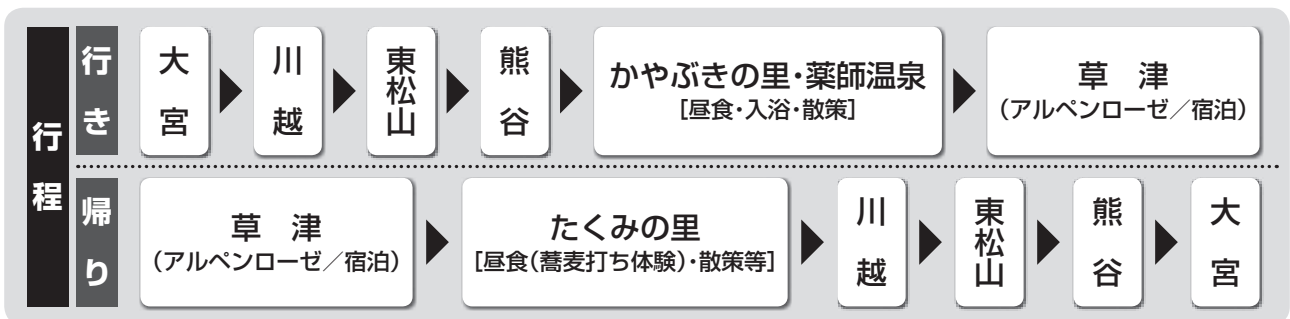 行程
行き
大宮
川越
東松山
熊谷
かやぶきの里・薬師温泉
[昼食・入浴・散策]
草 津
(アルペンローゼ/宿泊)
帰り
草 津
(アルペンローゼ/宿泊)
たくみの里
[昼食(蕎麦打ち体験)・散策等]
川越
東松山
熊谷
大宮